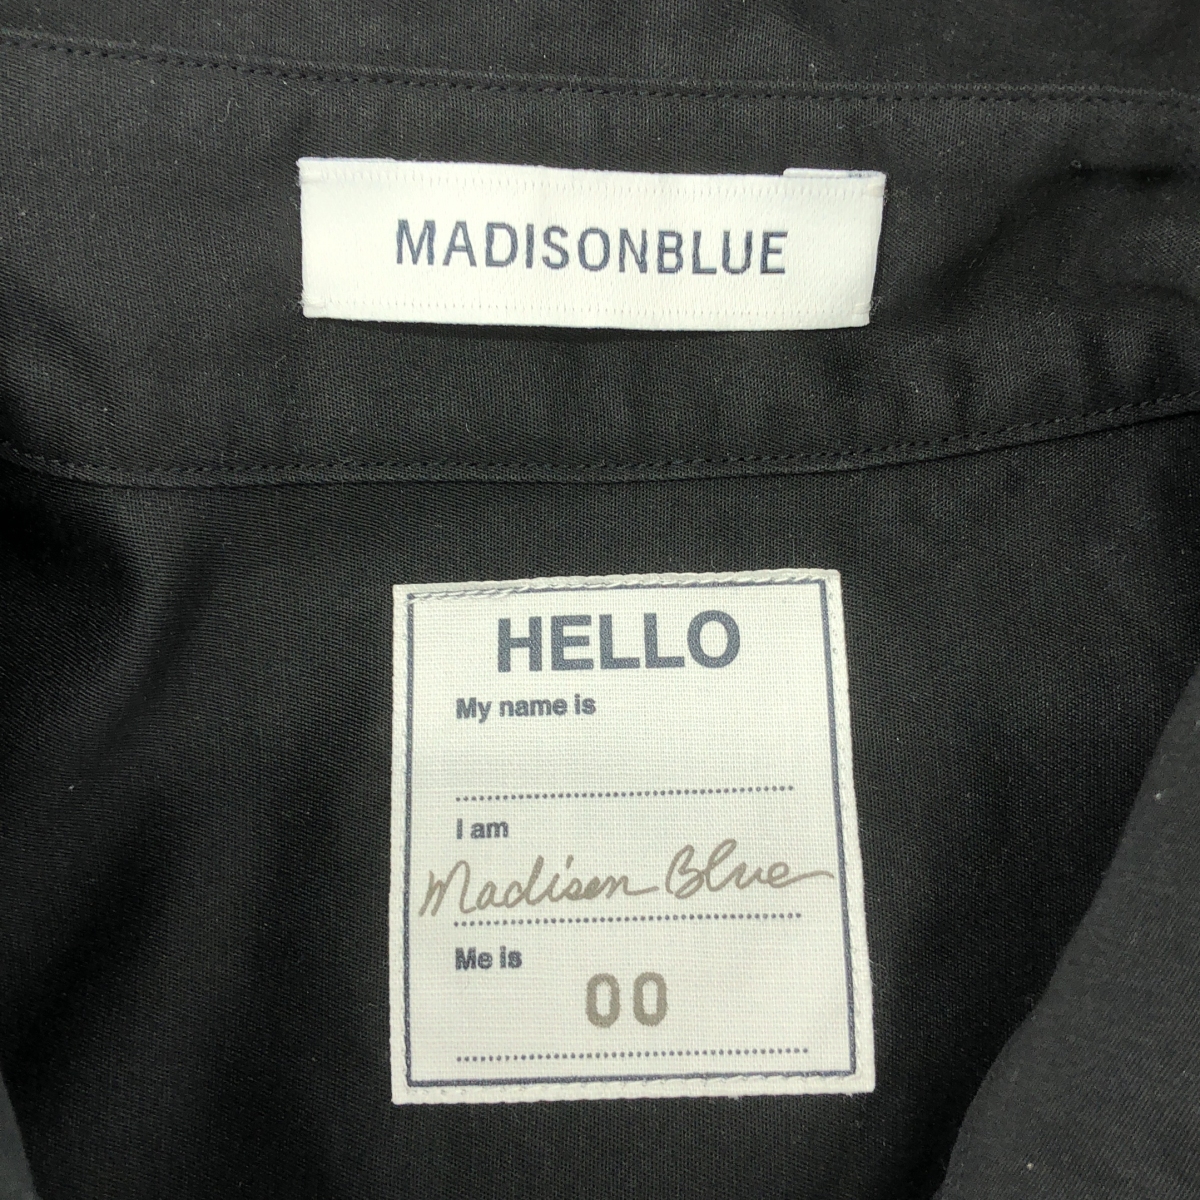 MADISONBLUE
HELLO
My name is
I am
Madison Blue
Me is
00